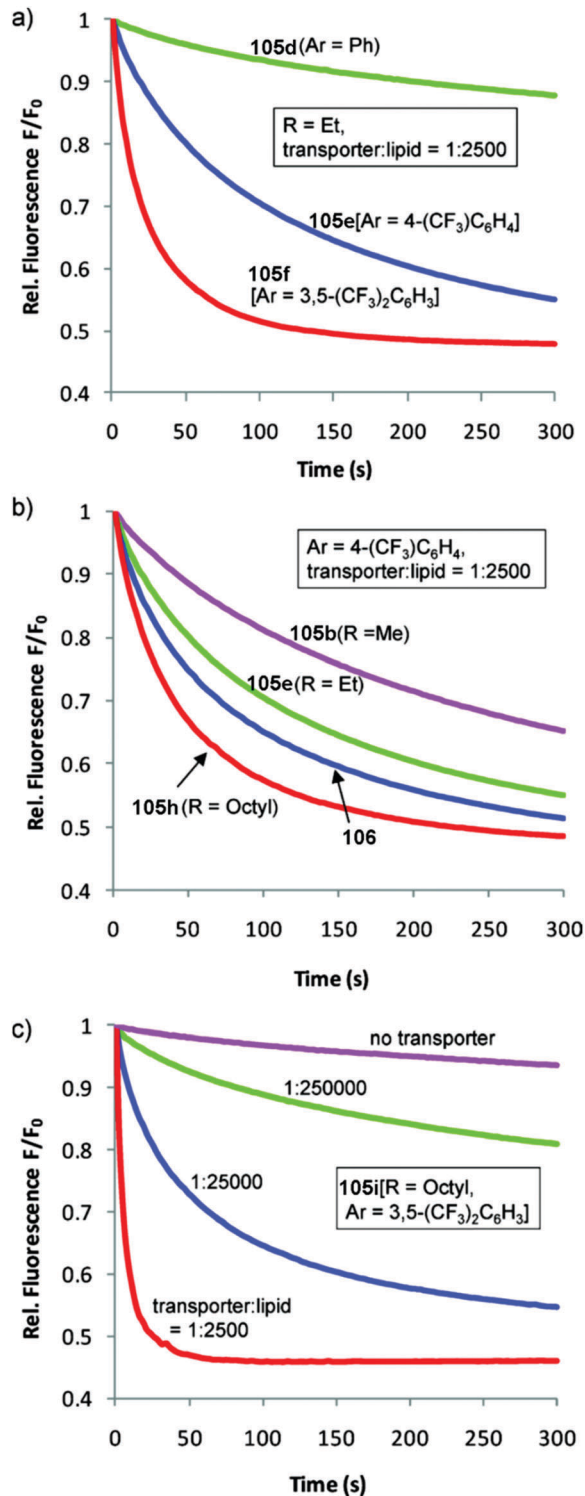 a)
1
0.9
0.8
0.7
0.6
0.5
0.4
Rel. Fluorescence F/F0
105d (Ar = Ph)
R = Et,
transporter:lipid = 1:2500
105e[Ar = 4-(CF3)C6H4]
105f
[Ar = 3,5-(CF3)2C6H3]
0 50 100 150 200 250 300
Time (s)
b)
1
0.9
0.8
0.7
0.6
0.5
0.4
Rel. Fluorescence F/F0
Ar = 4-(CF3)C6H4,
transporter:lipid = 1:2500
105b(R =Me)
105e(R = Et)
105h (R = Octyl)
106
0 50 100 150 200 250 300
Time (s)
c)
1
0.9
0.8
0.7
0.6
0.5
0.4
Rel. Fluorescence F/F0
no transporter
1:250000
1:25000
105i[R = Octyl,
Ar = 3,5-(CF3)2C6H3]
transporter:lipid
= 1:2500
0 50 100 150 200 250 300
Time (s)